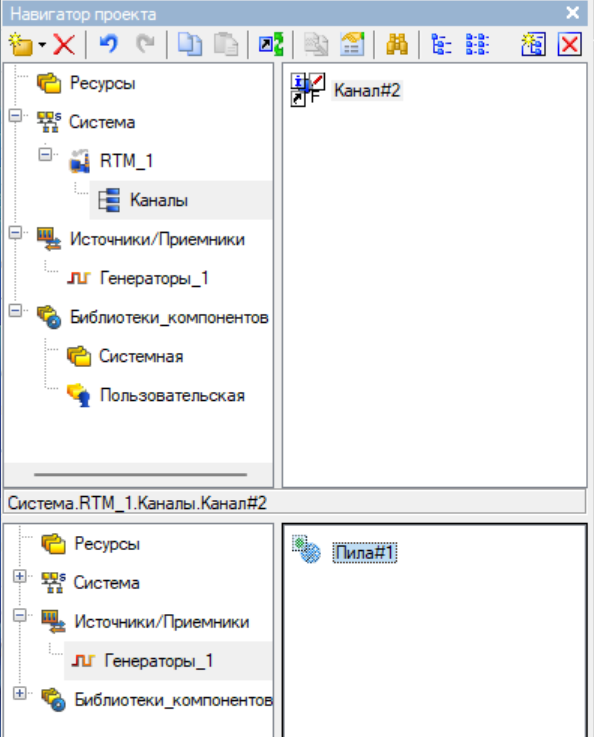 Навигатор проекта
Ресурсы
Система
RTM_1
Каналы
Источники/Приемники
Генераторы_1
Библиотеки_компонентов
Системная
Пользовательская
Канал#2
Система.RTM_1.Каналы.Канал#2
Ресурсы
Система
Источники/Приемники
Генераторы_1
Библиотеки_компонентов
Пила#1